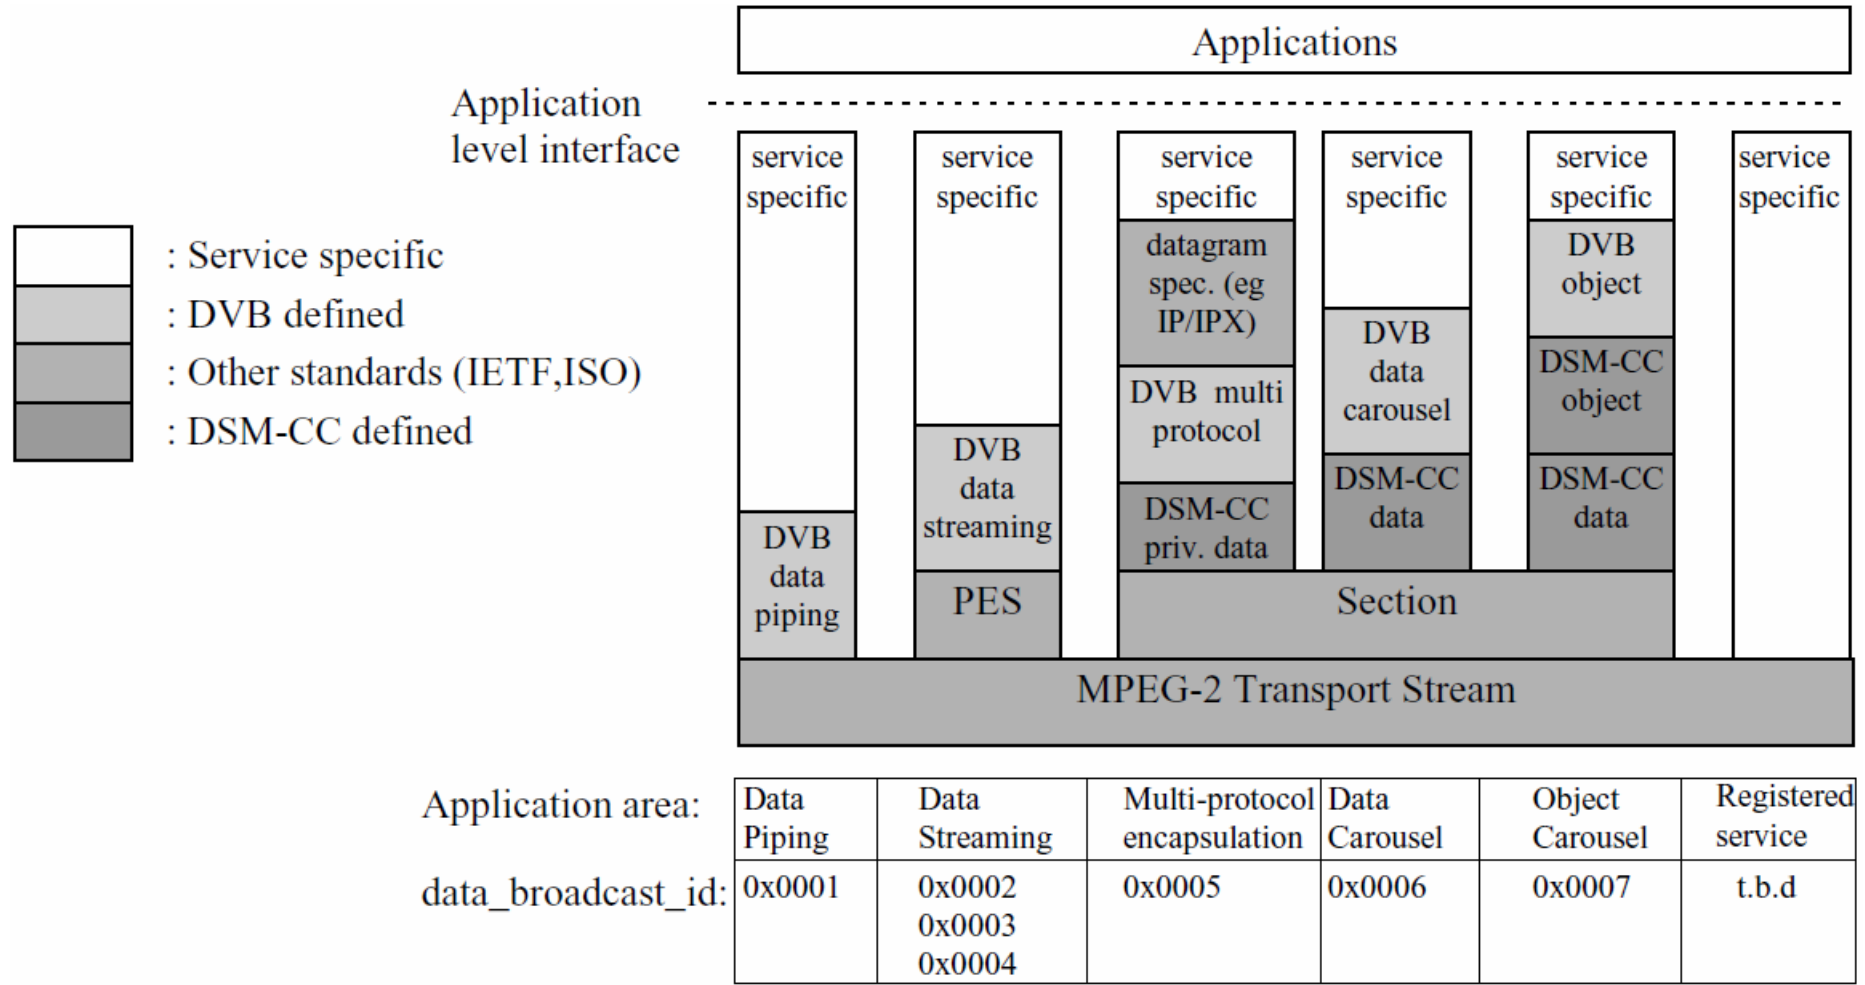 Applications
Application
level interface
service
specific
service
specific
service
specific
service
specific
service
specific
service
specific
: Service specific
: DVB defined
: Other standards (IETF,ISO)
: DSM-CC defined
DVB
data
piping
DVB
data
streaming
PES
datagram
spec. (eg
IP/IPX)
DVB multi
protocol
DSM-CC
priv. data
DVB
data
carousel
DSM-CC
data
DVB
object
DSM-CC
object
DSM-CC
data
Section
MPEG-2 Transport Stream
Application area:
Data
Piping
Data
Streaming
Multi-protocol
encapsulation
Data
Carousel
Object
Carousel
Registered
service
data_broadcast_id:
0x0001
0x0002
0x0003
0x0004
0x0005
0x0006
0x0007
t.b.d